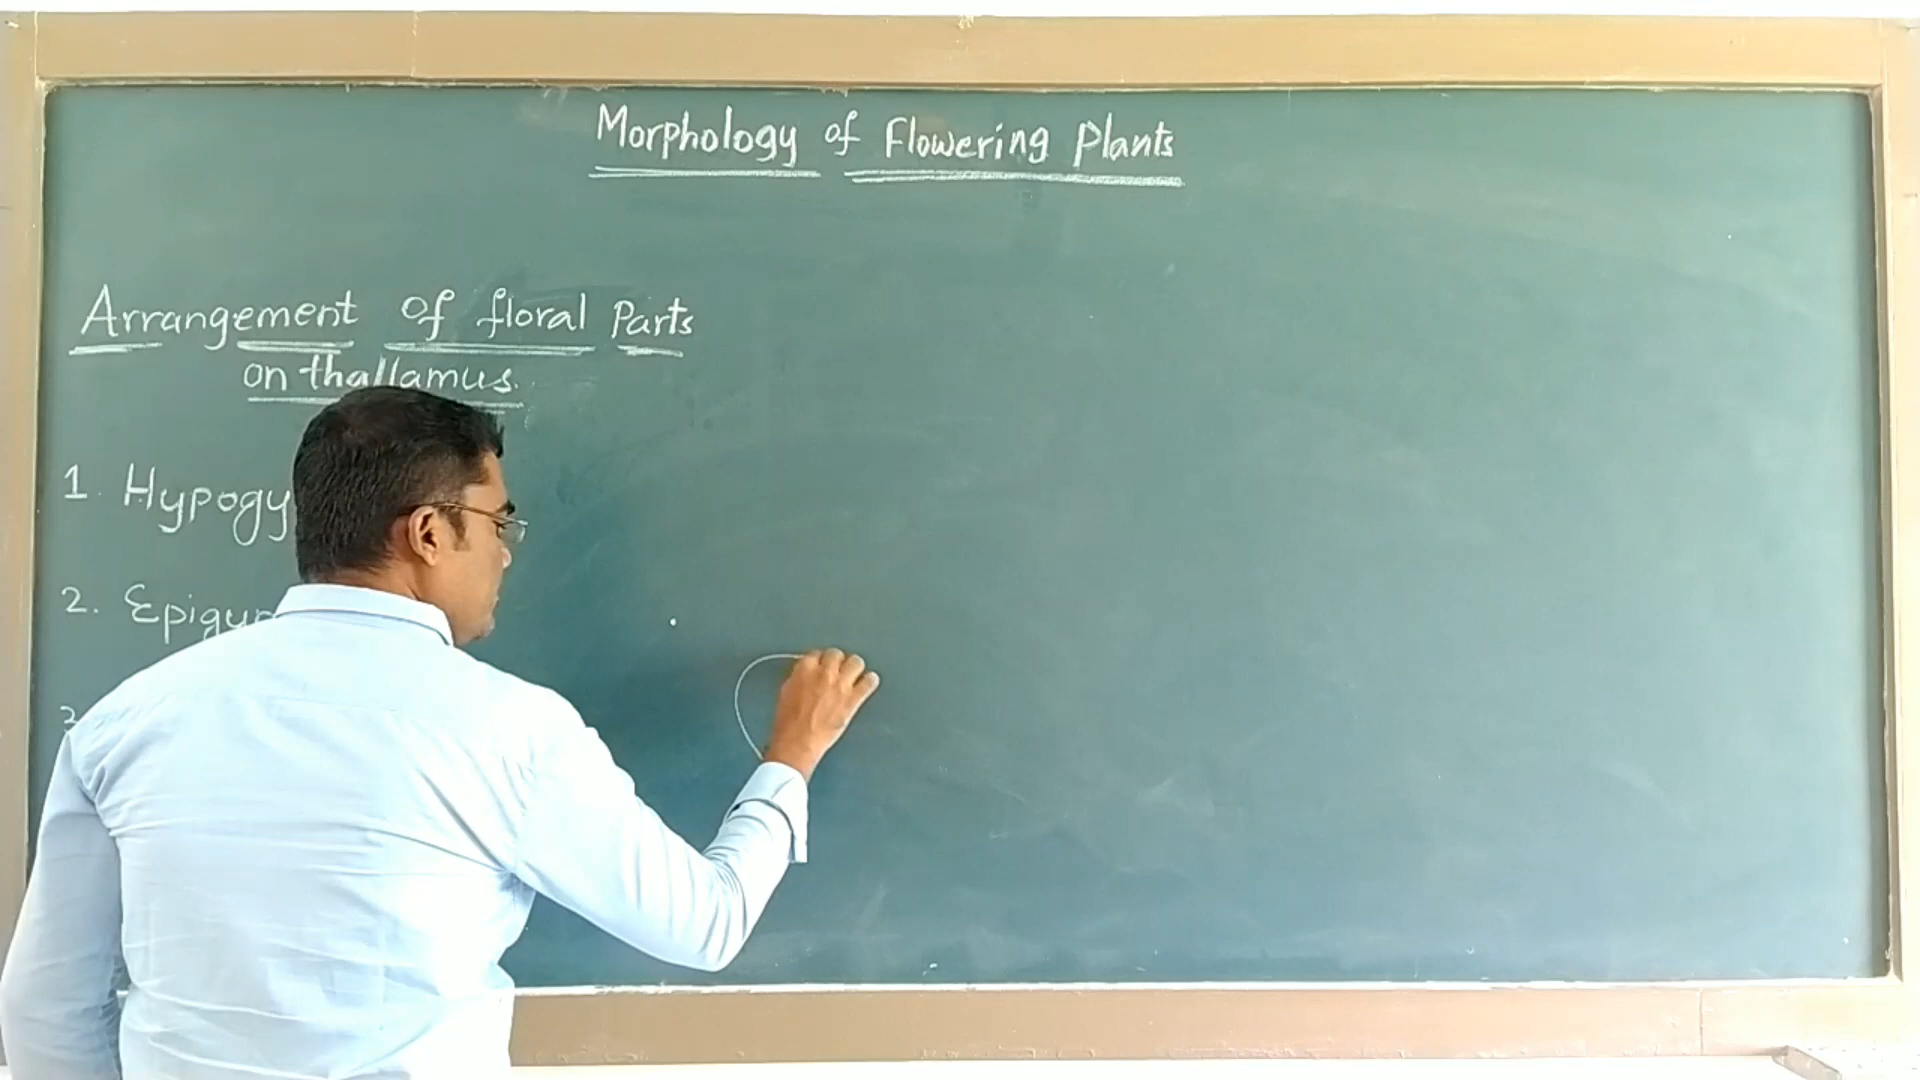 Morphology of Flowering Plants
Arrangement of floral Parts
on thallamus.
1. Hypogy
2. Epigy